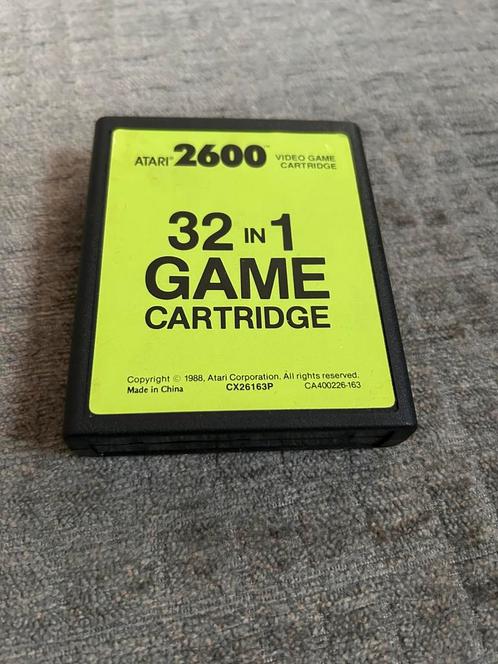 ATARI® 2600™ VIDEO GAME CARTRIDGE
32 IN 1
GAME
CARTRIDGE
Copyright © 1988, Atari Corporation. All rights reserved.
Made in China CX26163P CA400226-163